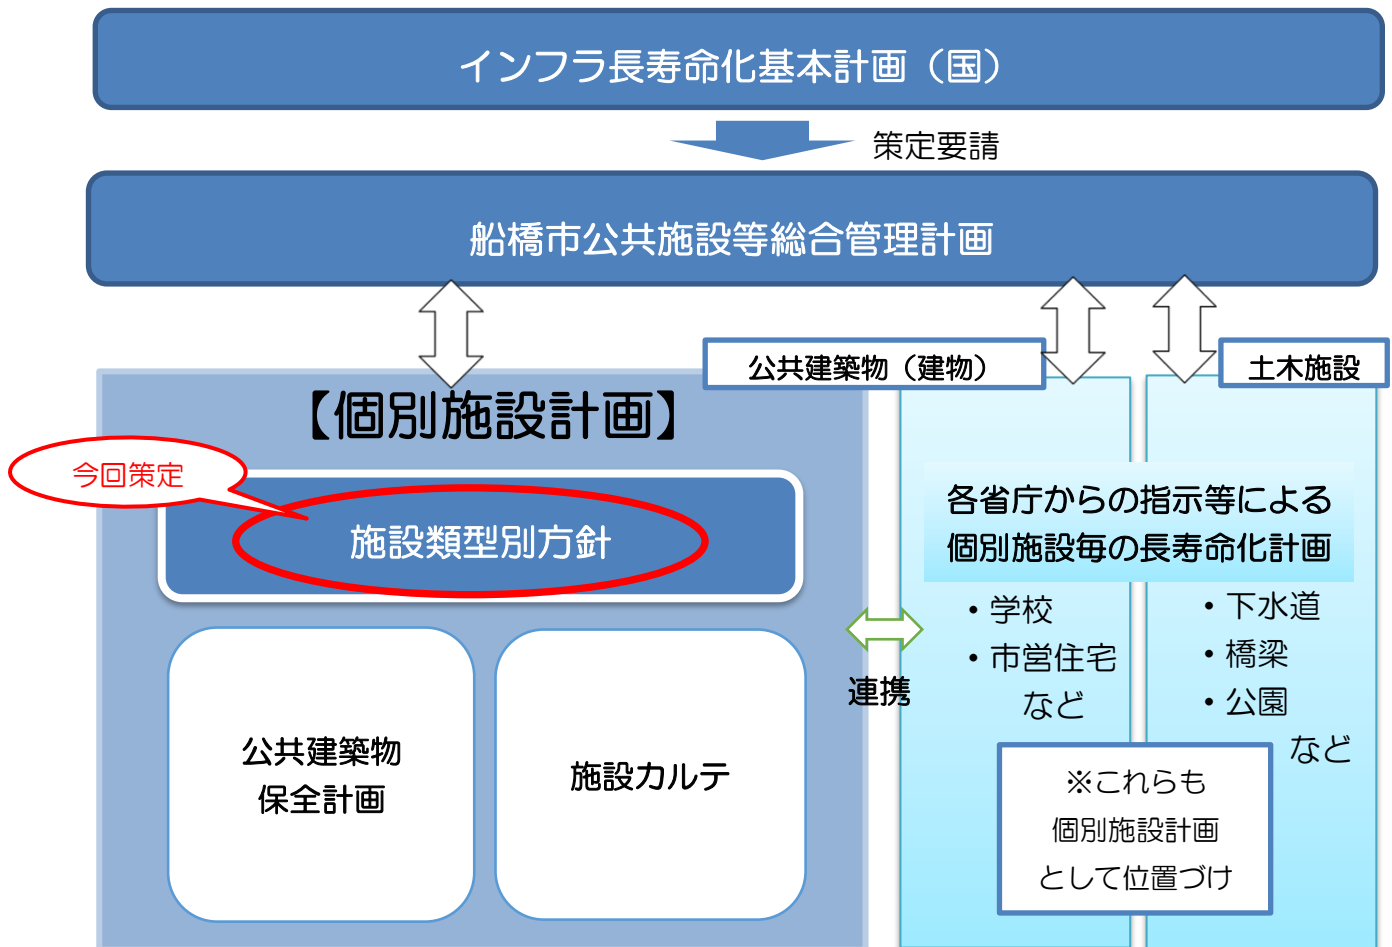 インフラ長寿命化基本計画（国）
策定要請
船橋市公共施設等総合管理計画
公共建築物（建物）
土木施設
【個別施設計画】
今回策定
施設類型別方針
公共建築物
保全計画
施設カルテ
連携
各省庁からの指示等による
個別施設毎の長寿命化計画
・学校
・市営住宅
など
・下水道
・橋梁
・公園
など
※これらも
個別施設計画
として位置づけ